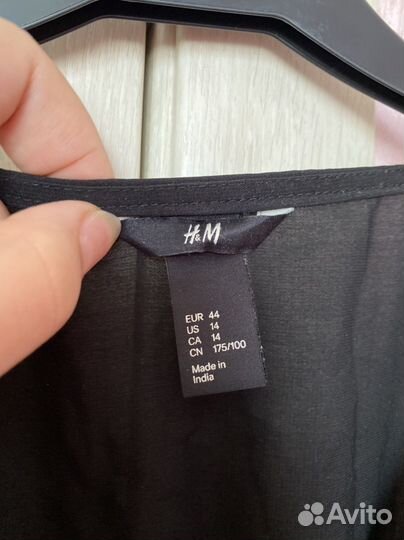 H&M
EUR 44
US 14
CA 14
CN 175/100
Made in
India
Avito